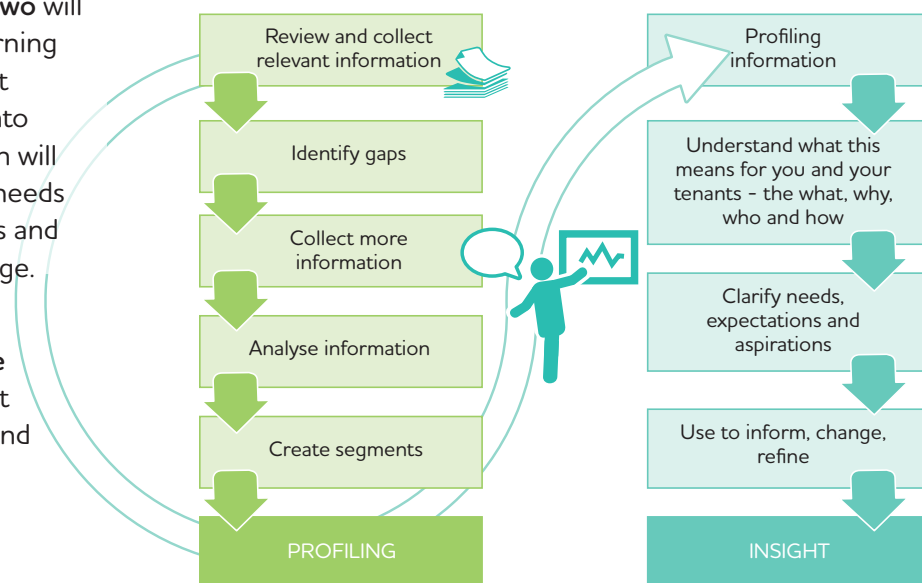 wo will
rning
t
nto
n will
needs
s and
ge.
e
t
nd
Review and collect
relevant information
Identify gaps
Collect more
information
Analyse information
Create segments
PROFILING
Profiling
information
Understand what this
means for you and your
tenants - the what, why,
who and how
Clarify needs,
expectations and
aspirations
Use to inform, change,
refine
INSIGHT